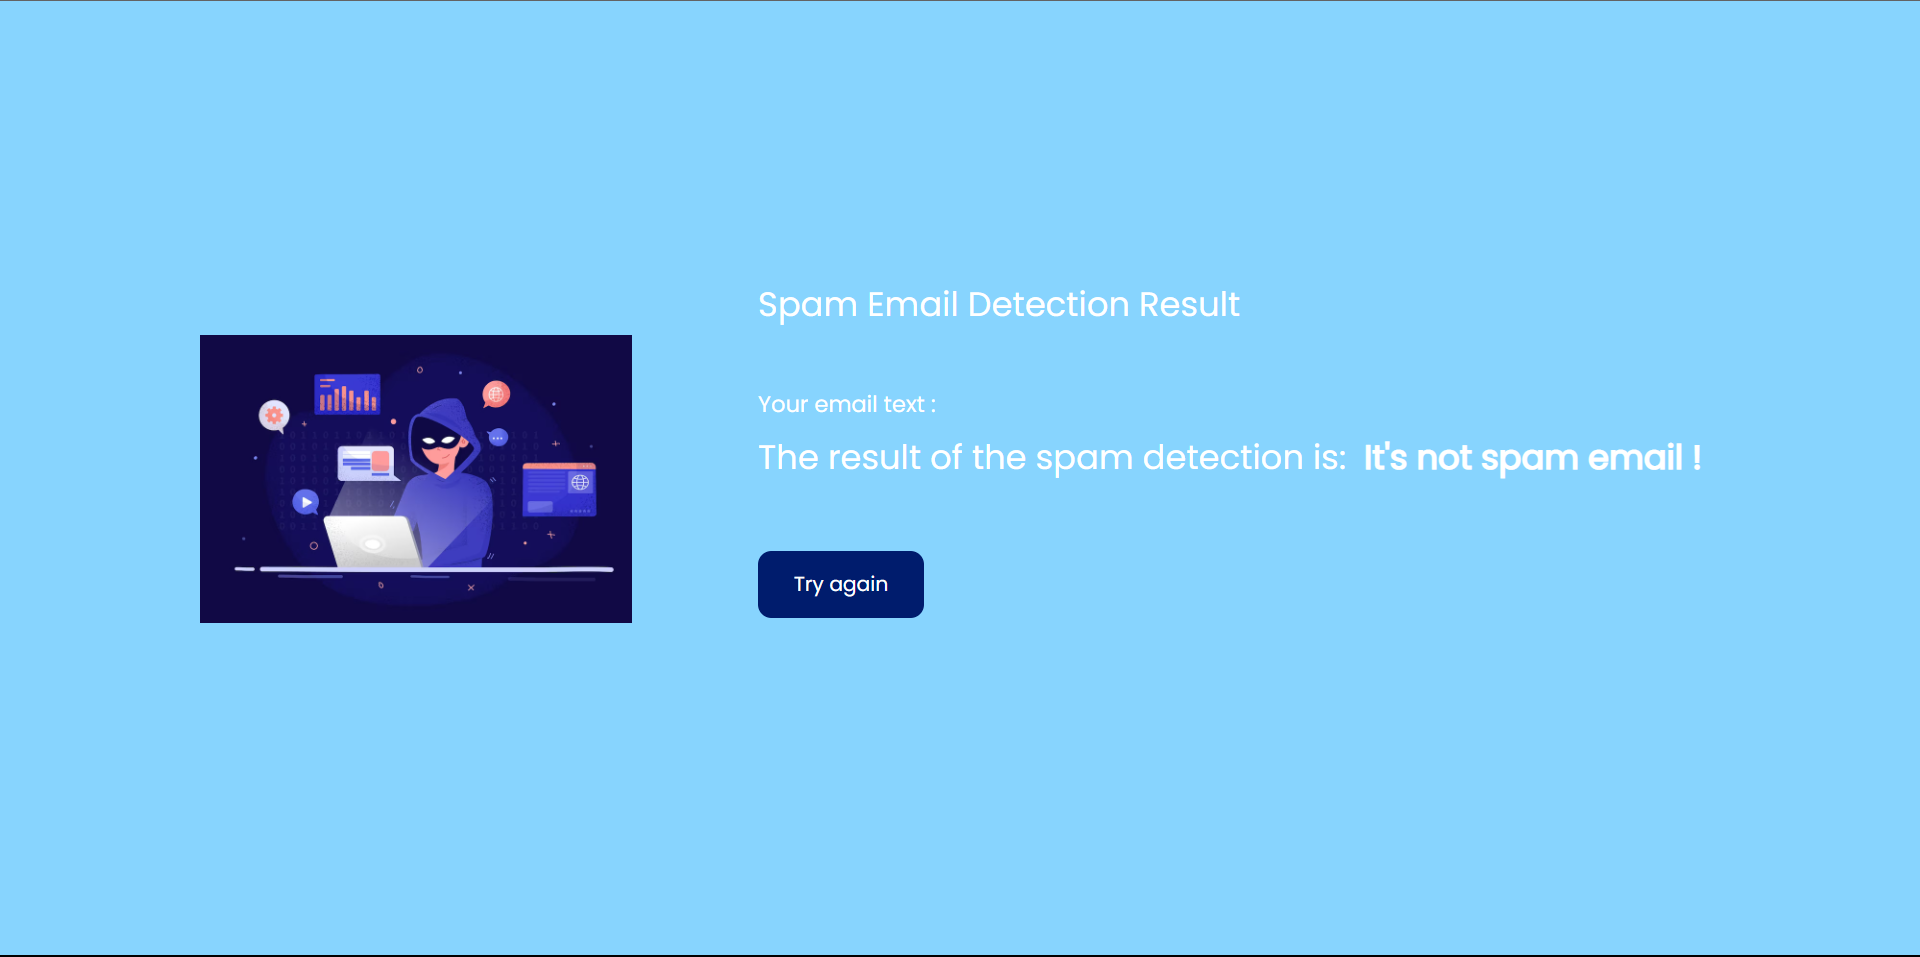 Spam Email Detection Result
Your email text :
The result of the spam detection is: It's not spam email !
Try again